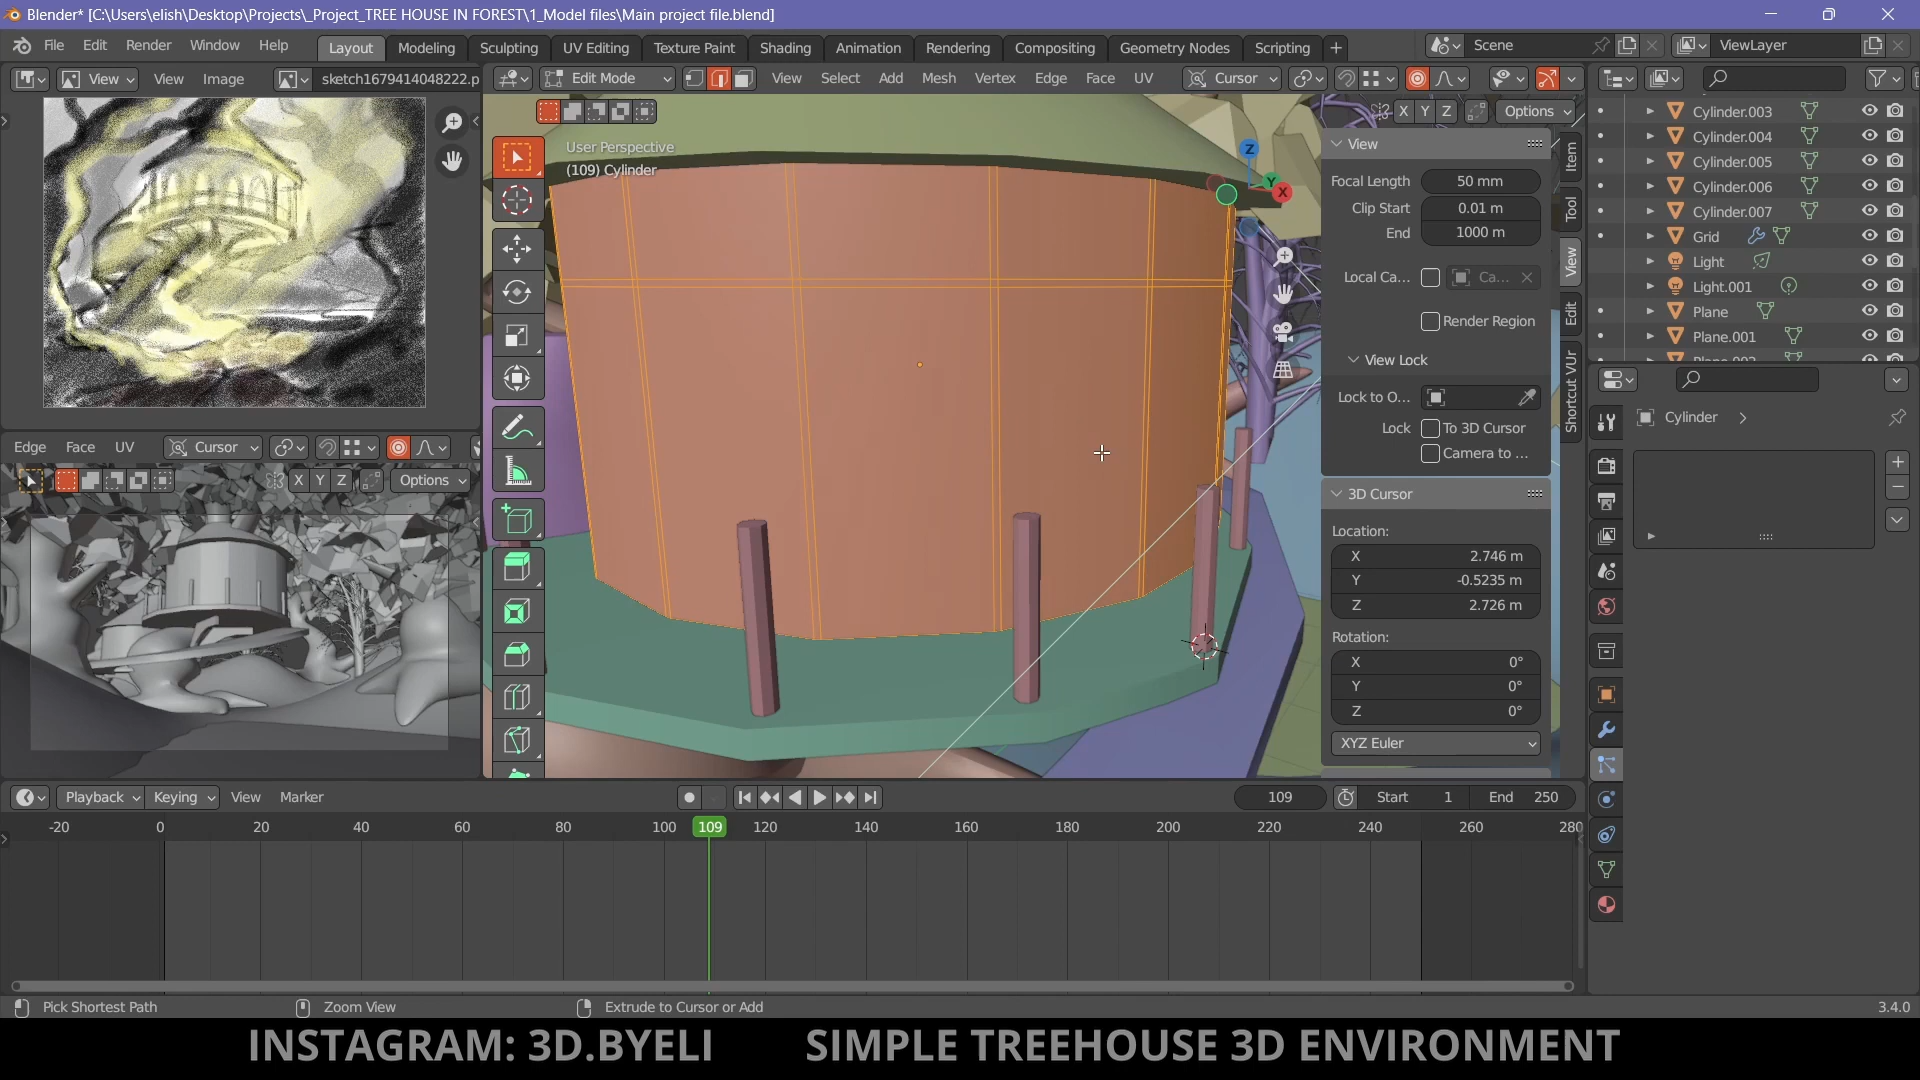 Blender* [C:\Users\elish\Desktop\Projects\_Project_TREE HOUSE IN FOREST\1_Model files\Main project file.blend]
File Edit Render Window Help Layout Modeling Sculpting UV Editing Texture Paint Shading Animation Rendering Compositing Geometry Nodes Scripting + Scene ViewLayer
View View Image sketch1679414048222.p Edit Mode View Select Add Mesh Vertex Edge Face UV Cursor
X Y Z Options
User Perspective
(109) Cylinder
Z
Y
X
View
Focal Length 50 mm
Clip Start 0.01 m
End 1000 m
Local Ca... Ca...
Render Region
View Lock
Lock to O...
Lock To 3D Cursor
Camera to ...
3D Cursor
Location:
X 2.746 m
Y -0.5235 m
Z 2.726 m
Rotation:
X 0°
Y 0°
Z 0°
XYZ Euler
Item
Tool
View
Edit
Shortcut VUr
Cylinder.003
Cylinder.004
Cylinder.005
Cylinder.006
Cylinder.007
Grid
Light
Light.001
Plane
Plane.001
Cylinder
Edge Face UV Cursor
X Y Z Options
Playback Keying View Marker 109 Start 1 End 250
-20 0 20 40 60 80 100 109 120 140 160 180 200 220 240 260 280
Pick Shortest Path Zoom View Extrude to Cursor or Add 3.4.0
INSTAGRAM: 3D.BYELI SIMPLE TREEHOUSE 3D ENVIRONMENT